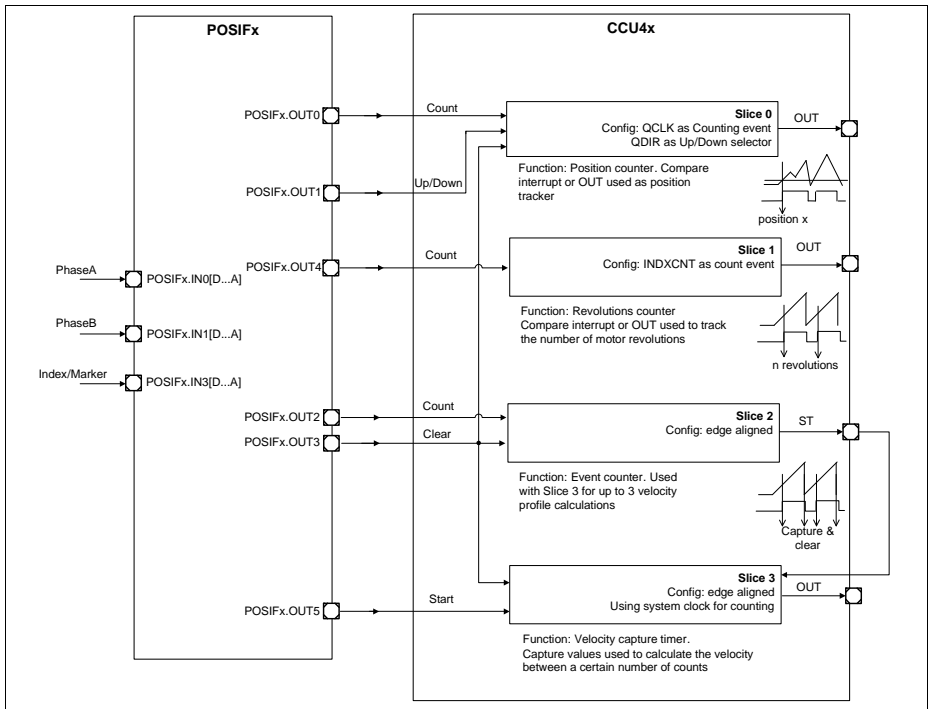 POSIFx
CCU4x
POSIFx.OUT0
Count
Slice 0
Config: QCLK as Counting event
QDIR as Up/Down selector
OUT
Function: Position counter. Compare
interrupt or OUT used as position
tracker
position x
POSIFx.OUT1
Up/Down
PhaseA
POSIFx.IN0[D...A]
POSIFx.OUT4
Count
Slice 1
Config: INDXCNT as count event
OUT
Function: Revolutions counter
Compare interrupt or OUT used to track
the number of motor revolutions
n revolutions
PhaseB
POSIFx.IN1[D...A]
Index/Marker
POSIFx.IN3[D...A]
POSIFx.OUT2
Count
POSIFx.OUT3
Clear
Slice 2
Config: edge aligned
ST
Function: Event counter. Used
with Slice 3 for up to 3 velocity
profile calculations
Capture &
clear
POSIFx.OUT5
Start
Slice 3
Config: edge aligned
Using system clock for counting
OUT
Function: Velocity capture timer.
Capture values used to calculate the velocity
between a certain number of counts